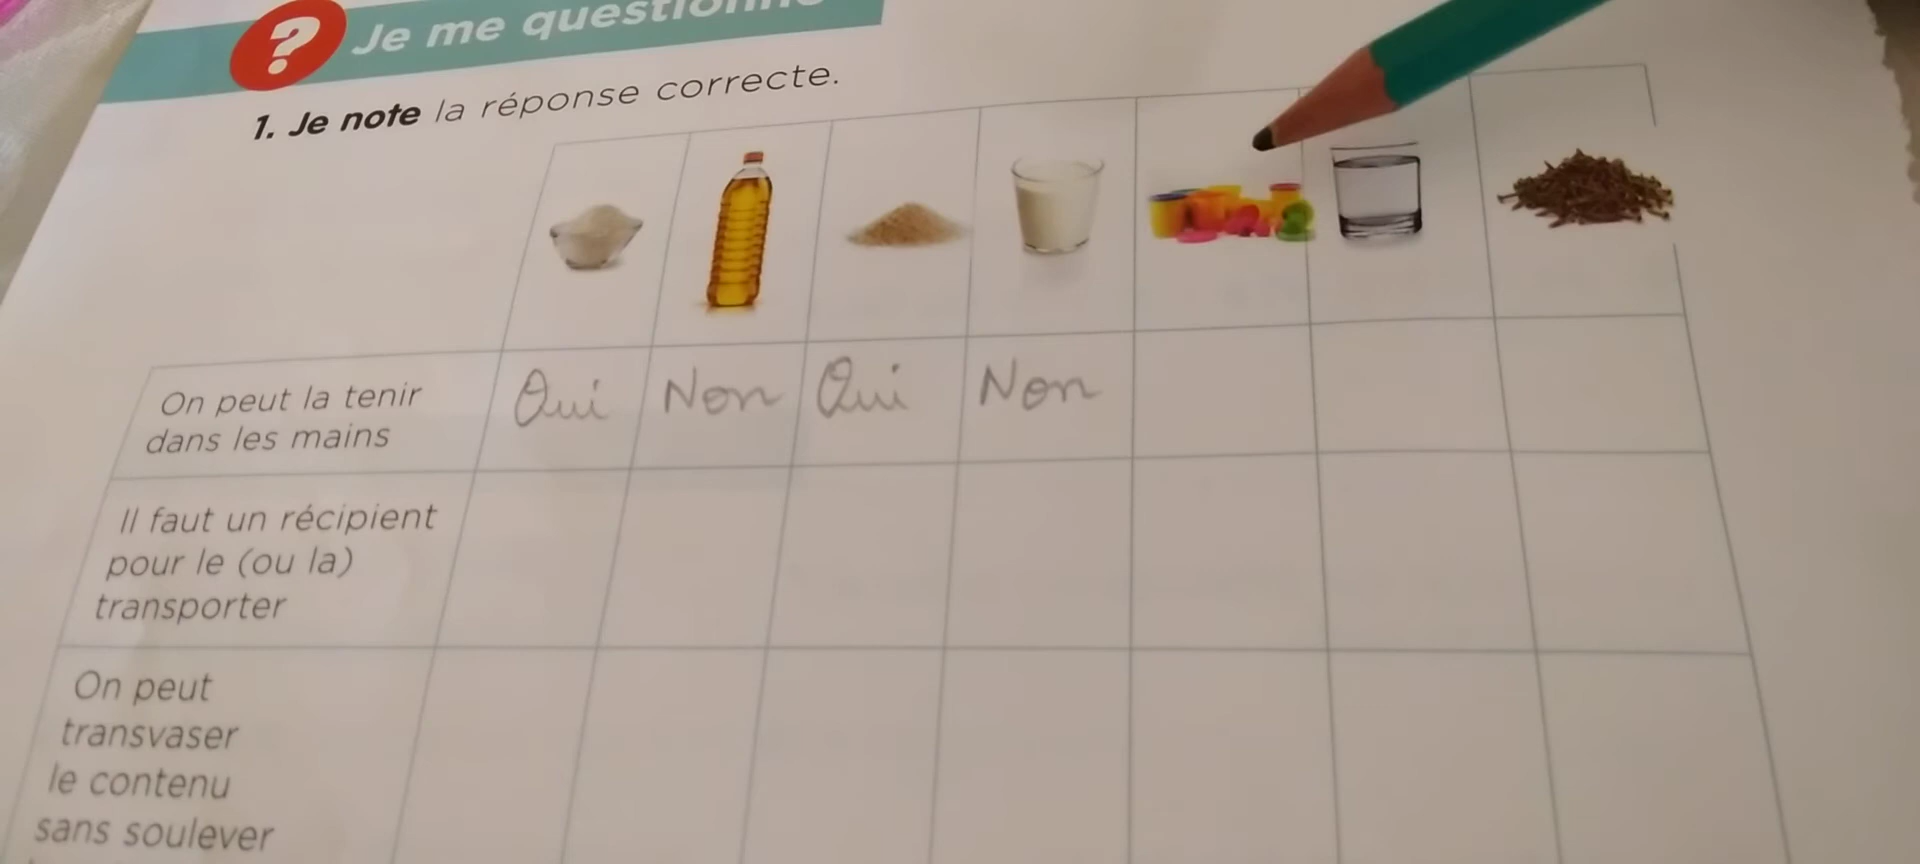 ?
Je me questionne
1. Je note la réponse correcte.
On peut la tenir
dans les mains
Oui Non Oui Non
Il faut un récipient
pour le (ou la)
transporter
On peut
transvaser
le contenu
sans soulever